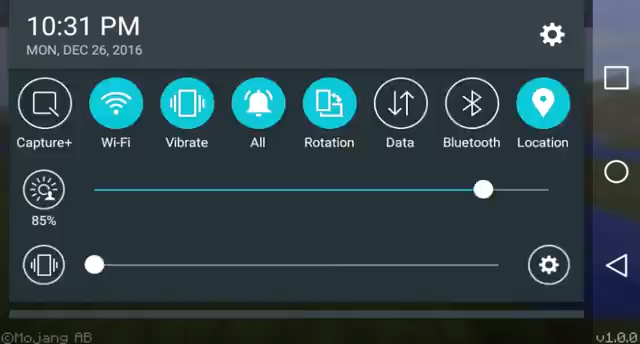 10:31 PM
MON, DEC 26, 2016
Capture+ Wi-Fi Vibrate All Rotation Data Bluetooth Location
85%
©Mojang AB v1.0.0